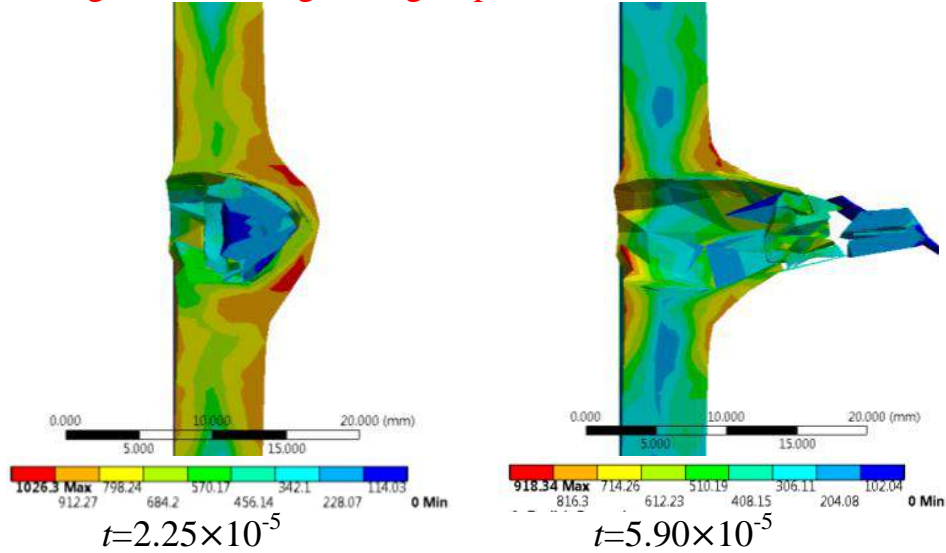 0.000 10.000 20.000 (mm)
5.000 15.000
1026.3 Max 798.24 570.17 342.1 114.03
912.27 684.2 456.14 228.07 0 Min
t=2.25×10⁻⁵
0.000 10.000 20.000 (mm)
5.000 15.000
918.34 Max 714.26 510.19 306.11 102.04
816.3 612.23 408.15 204.08 0 Min
t=5.90×10⁻⁵